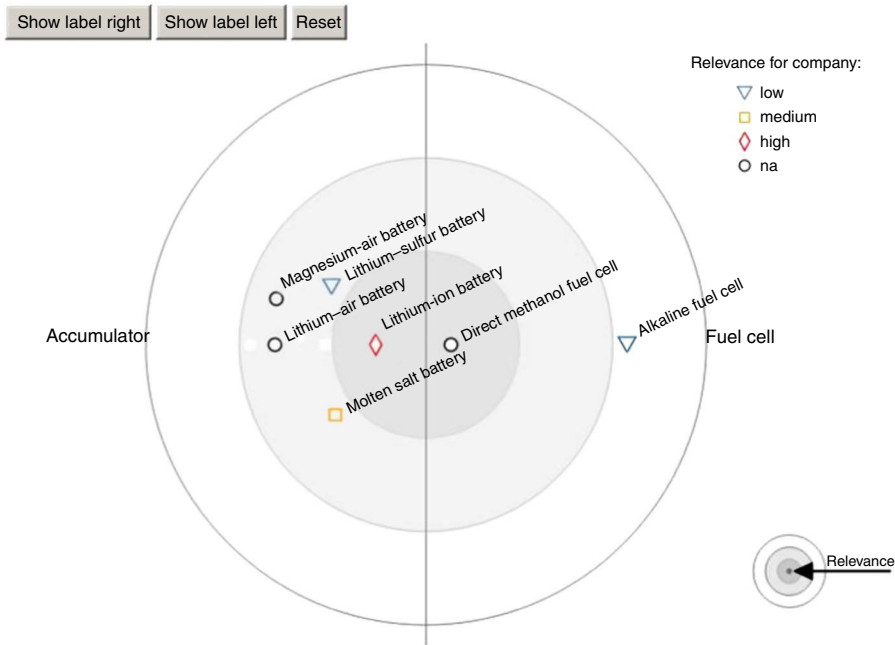 Show label right
Show label left
Reset
Relevance for company:
low
medium
high
na
Magnesium-air battery
Lithium–sulfur battery
Lithium–air battery
Lithium-ion battery
Direct methanol fuel cell
Alkaline fuel cell
Accumulator
Fuel cell
Molten salt battery
Relevance